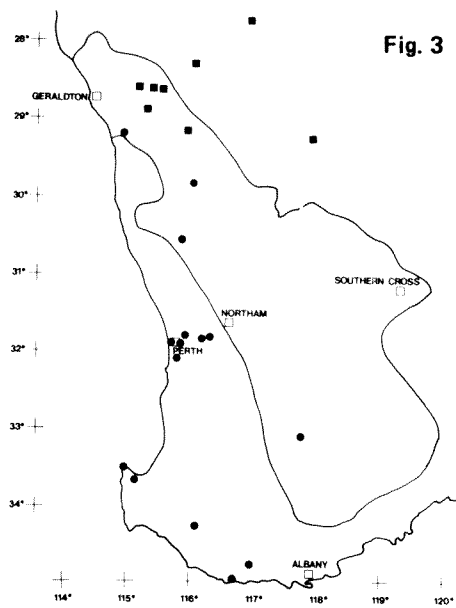 Fig. 3
28°
GERALDTON
29°
30°
31°
SOUTHERN CROSS
NORTHAM
32°
PERTH
33°
34°
ALBANY
114° 115° 116° 117° 118° 119° 120°